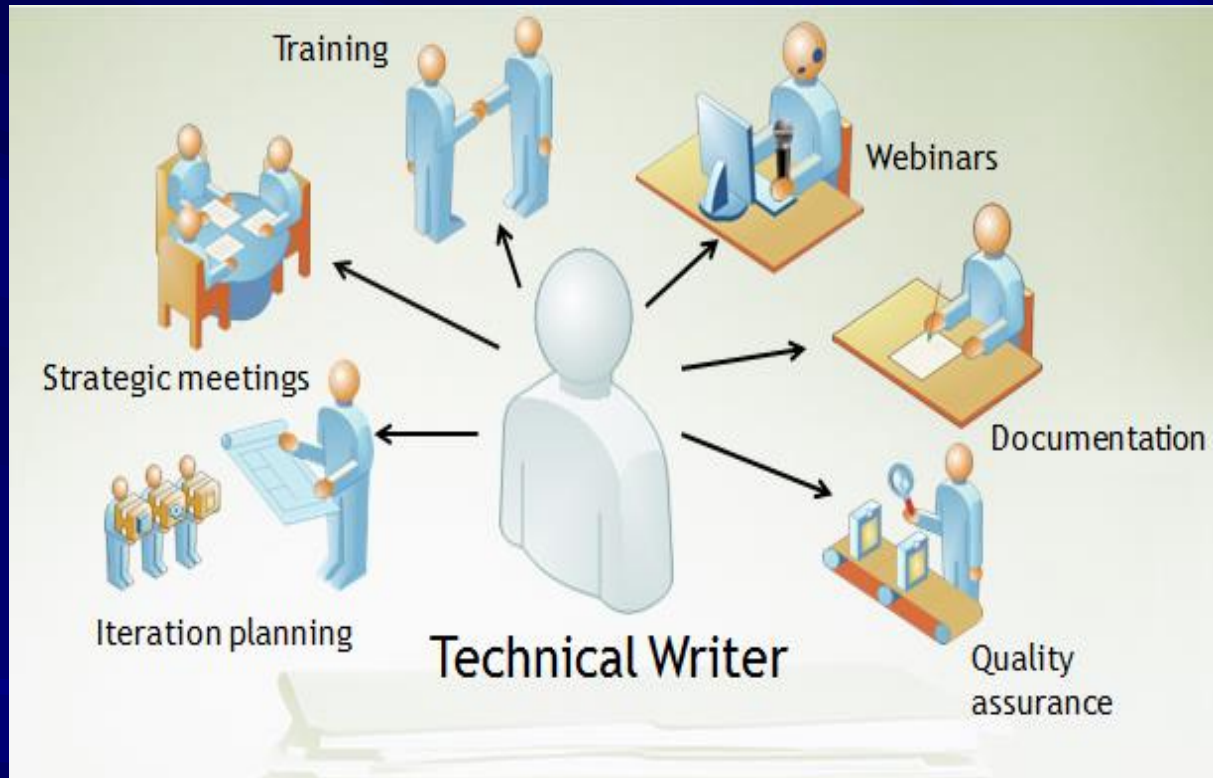 Training
Webinars
Strategic meetings
Documentation
Iteration planning
Technical Writer
Quality
assurance